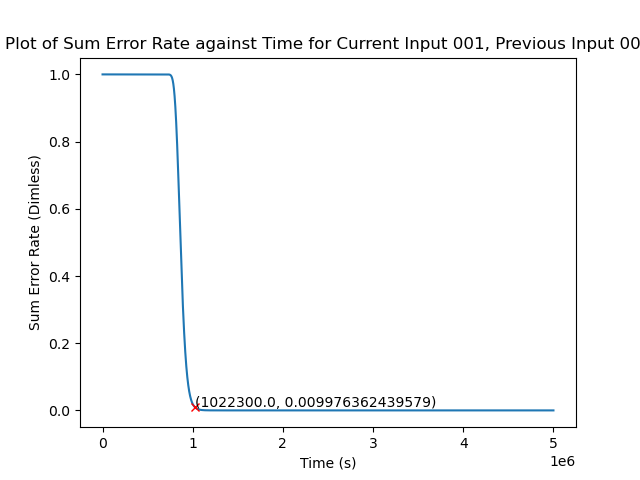 Plot of Sum Error Rate against Time for Current Input 001, Previous Input 00
1.0
0.8
0.6
0.4
0.2
0.0
Sum Error Rate (Dimless)
(1022300.0, 0.009976362439579)
0 1 2 3 4 5
1e6
Time (s)